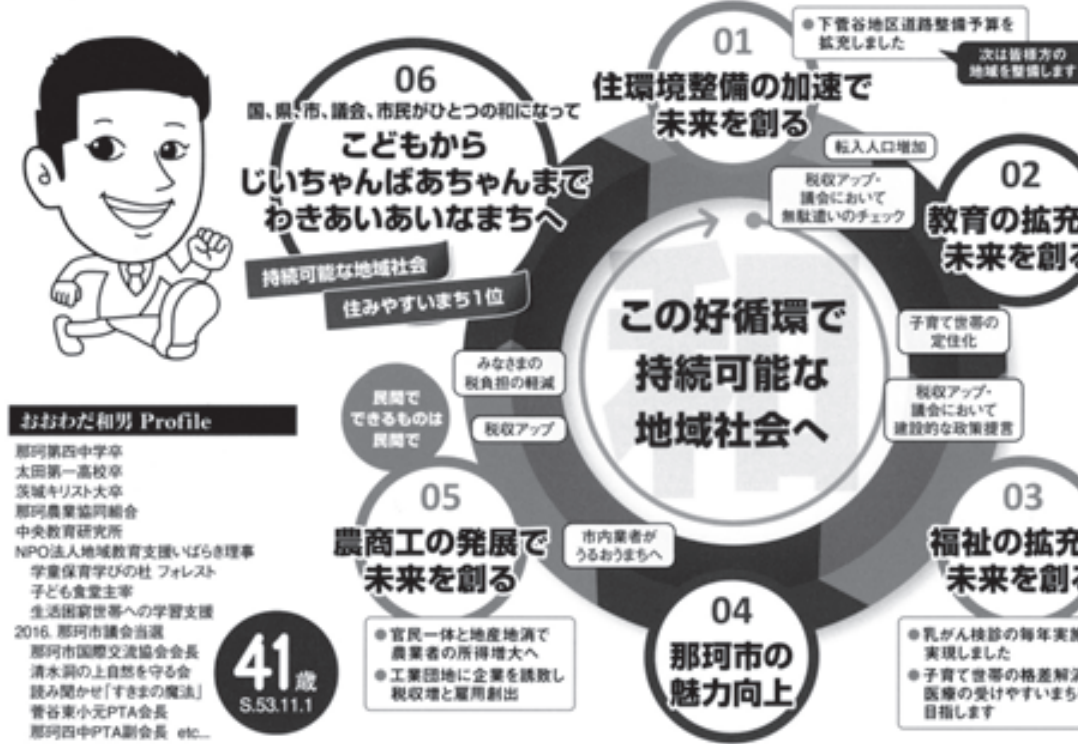 01
住環境整備の加速で
未来を創る
●下菅谷地区道路整備予算を
拡充しました
次は皆様方の
地域を整備します
転入人口増加
税収アップ・
議会において
無駄遣いのチェック
02
教育の拡充
未来を創る
子育て世帯の
定住化
税収アップ・
議会において
建設的な政策提言
03
福祉の拡充
未来を創る
●乳がん検診の毎年実施
実現しました
●子育て世帯の格差解消
医療の受けやすいまち
目指します
04
那珂市の
魅力向上
市内業者が
うるおうまちへ
05
農商工の発展で
未来を創る
●官民一体と地産地消で
農業者の所得増大へ
●工業団地に企業を誘致し
税収増と雇用創出
民間で
できるものは
民間で
みなさまの
税負担の軽減
税収アップ
06
国、県、市、議会、市民がひとつの和になって
こどもから
じいちゃんばあちゃんまで
わきあいあいなまちへ
持続可能な地域社会
住みやすいまち1位
和
この好循環で
持続可能な
地域社会へ
おおわだ和男 Profile
那珂第四中学卒
太田第一高校卒
茨城キリスト大卒
那珂農業協同組合
中央教育研究所
NPO法人地域教育支援いばらき理事
学童保育学びの杜 フォレスト
子ども食堂主宰
生活困窮世帯への学習支援
2016. 那珂市議会当選
那珂市国際交流協会会長
清水洞の上自然を守る会
読み聞かせ「すきまの魔法」
菅谷東小元PTA会長
那珂四中PTA副会長 etc...
41歳
S.53.11.1